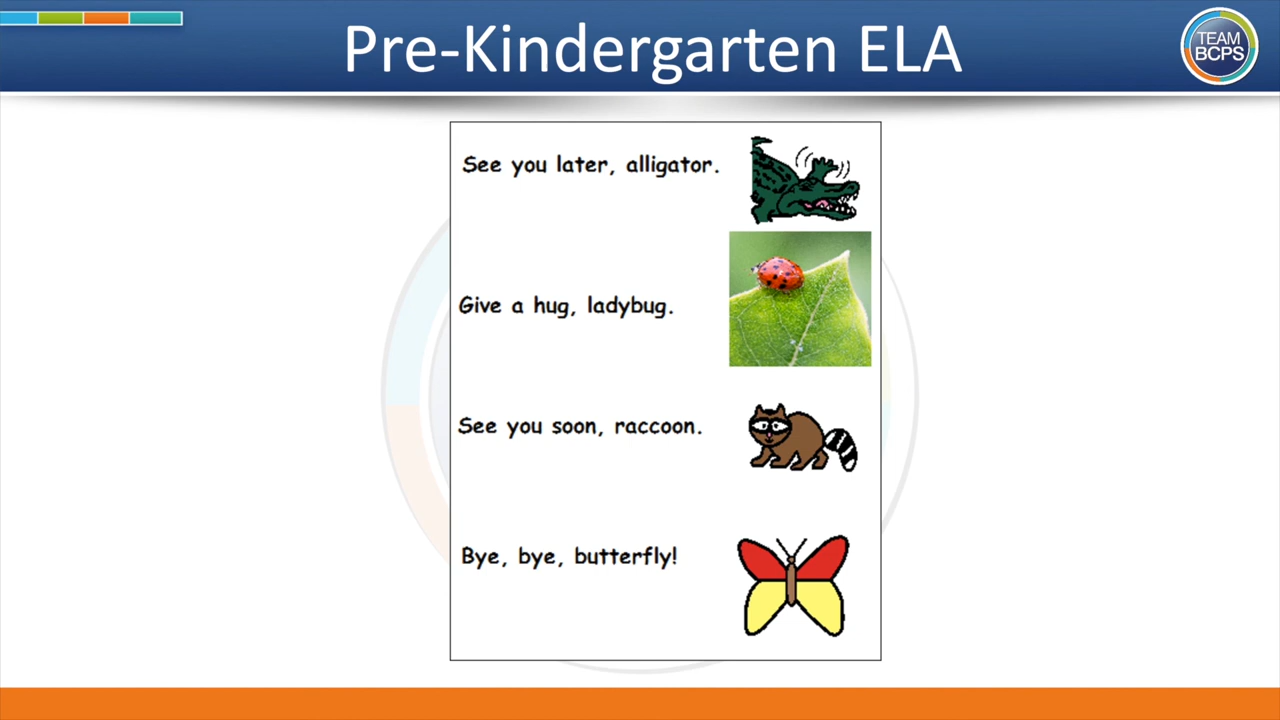 Pre-Kindergarten ELA
TEAM
BCPS
See you later, alligator.
Give a hug, ladybug.
See you soon, raccoon.
Bye, bye, butterfly!